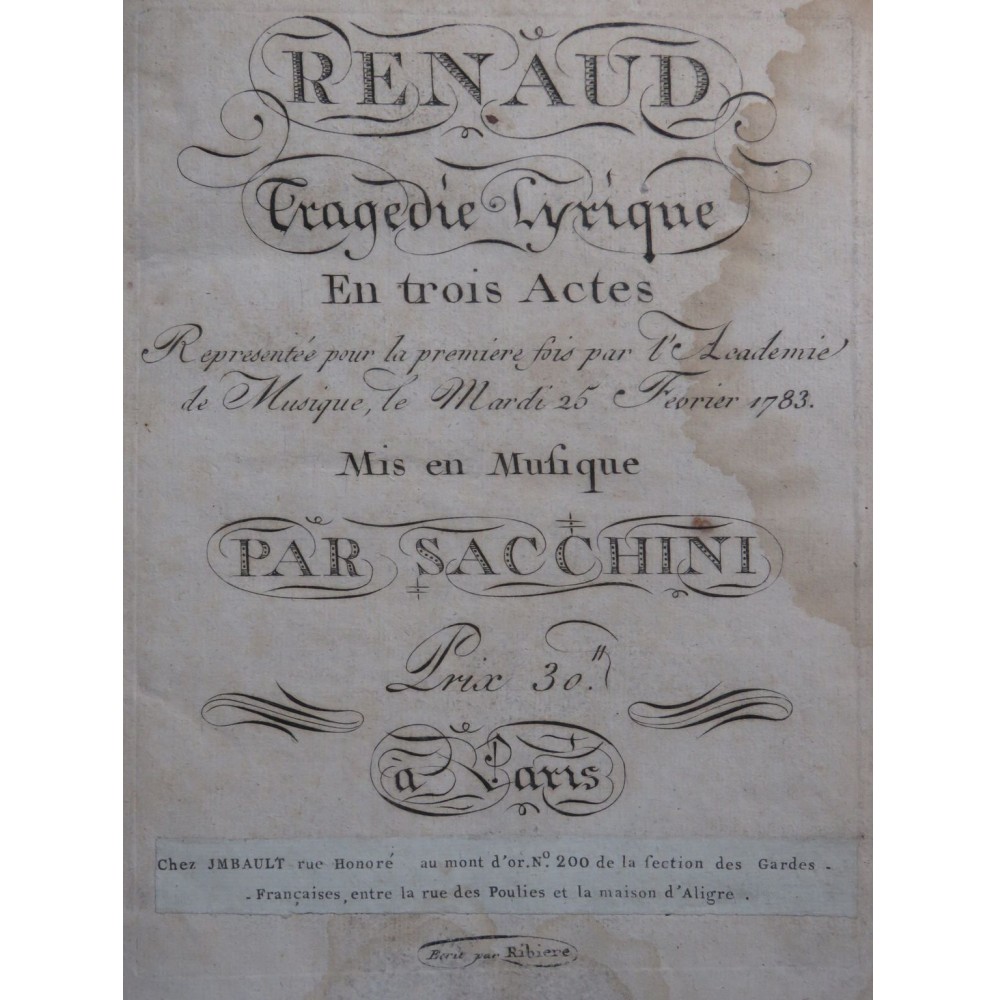 RENAUD
Tragedie Lyrique
En trois Actes
Representée pour la premiere fois par l'Academie
de Musique, le Mardi 25 Fevrier 1783.
Mis en Muſique
PAR SACCHINI
Prix 30.tt
à Paris
Chez JMBAULT rue Honoré au mont d'or. No. 200 de la ſection des Gardes -
- Françaises, entre la rue des Poulies et la maison d'Aligre.
Ecrit par Ribiere